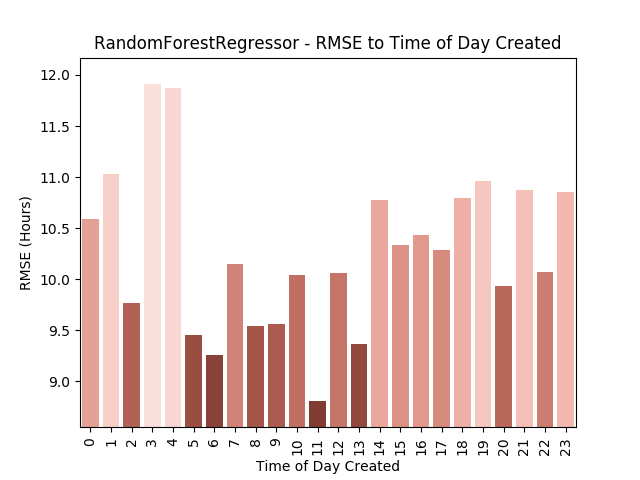 RandomForestRegressor - RMSE to Time of Day Created
12.0
11.5
11.0
10.5
10.0
9.5
9.0
RMSE (Hours)
0 1 2 3 4 5 6 7 8 9 10 11 12 13 14 15 16 17 18 19 20 21 22 23
Time of Day Created